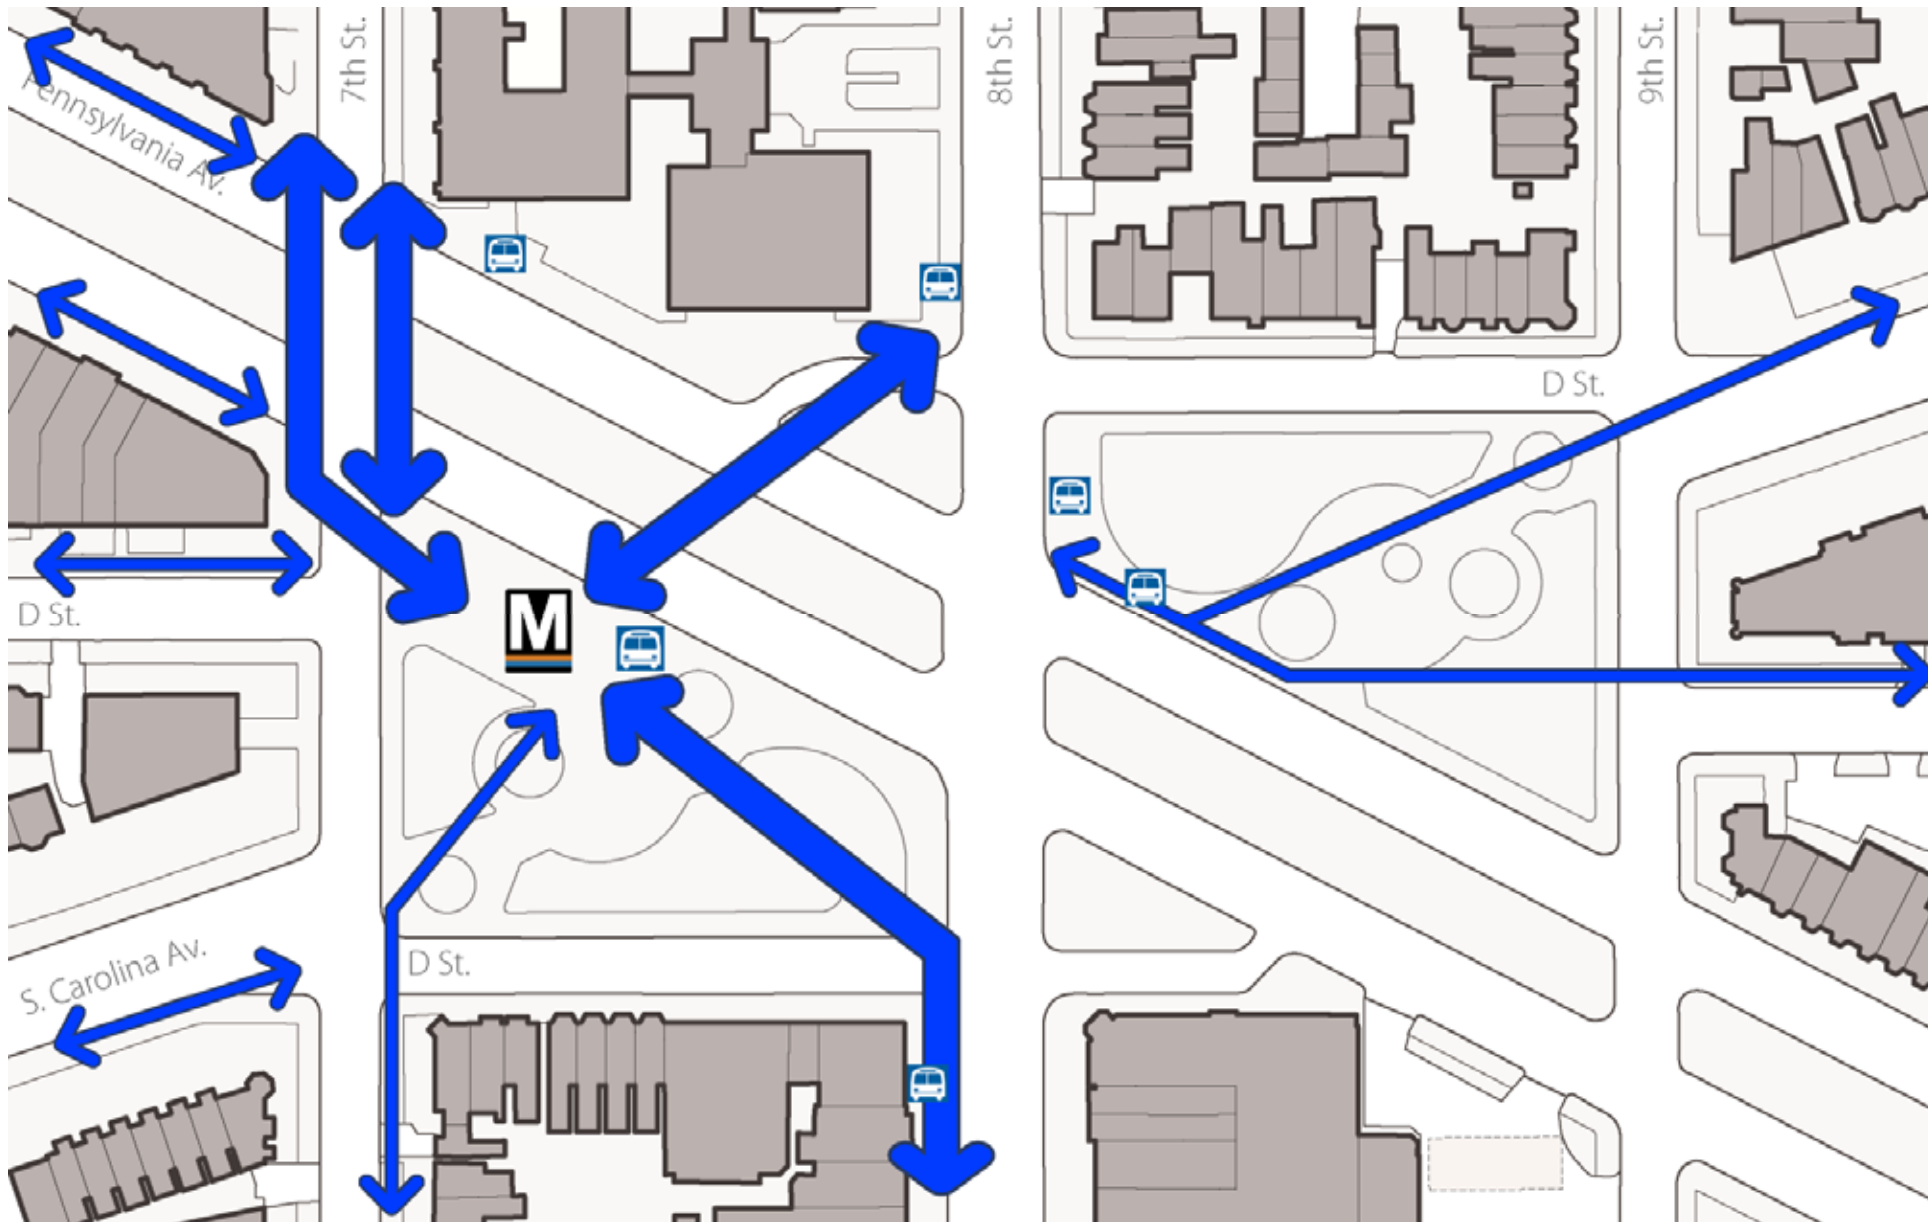 7th St.
8th St.
9th St.
Pennsylvania Av.
D St.
M
D St.
S. Carolina Av.
D St.